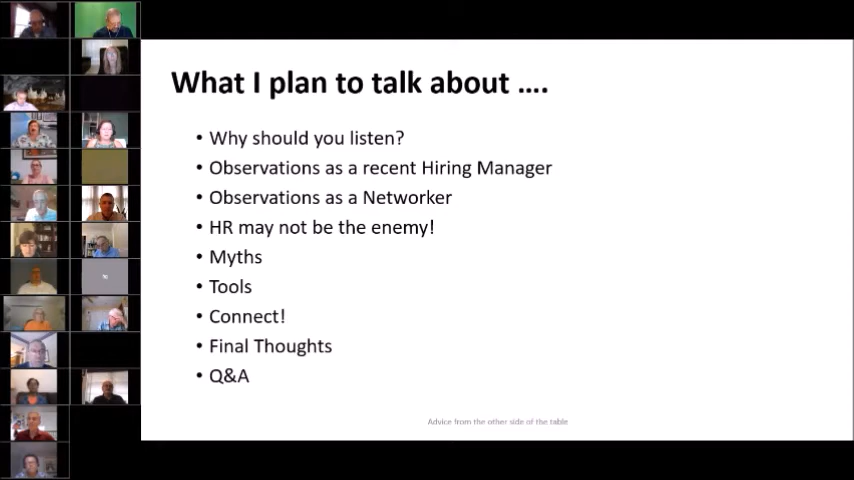 What I plan to talk about ....
• Why should you listen?
• Observations as a recent Hiring Manager
• Observations as a Networker
• HR may not be the enemy!
• Myths
• Tools
• Connect!
• Final Thoughts
• Q&A
Advice from the other side of the table